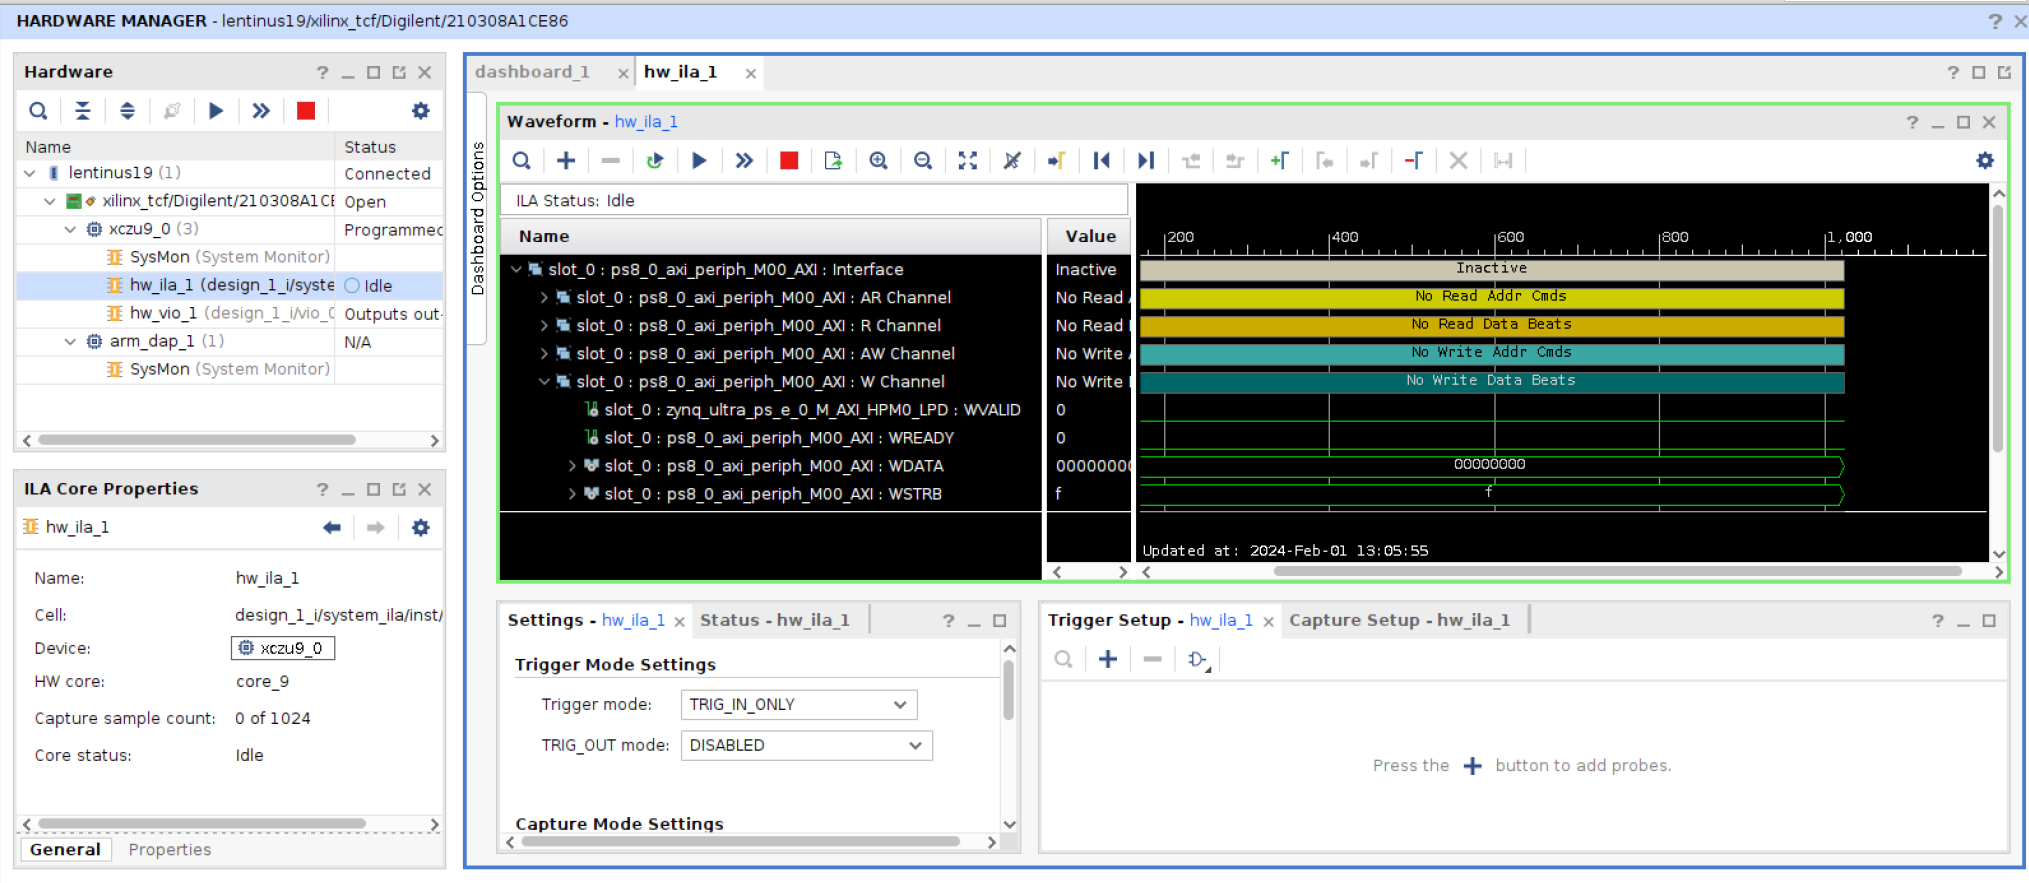 HARDWARE MANAGER - lentinus19/xilinx_tcf/Digilent/210308A1CE86
Hardware
Name Status
lentinus19 (1) Connected
xilinx_tcf/Digilent/210308A1CE Open
xczu9_0 (3) Programmed
SysMon (System Monitor)
hw_ila_1 (design_1_i/syste Idle
hw_vio_1 (design_1_i/vio_0 Outputs out-
arm_dap_1 (1) N/A
SysMon (System Monitor)
ILA Core Properties
hw_ila_1
Name: hw_ila_1
Cell: design_1_i/system_ila/inst/
Device: xczu9_0
HW core: core_9
Capture sample count: 0 of 1024
Core status: Idle
General Properties
dashboard_1 hw_ila_1
Dashboard Options
Waveform - hw_ila_1
ILA Status: Idle
Name Value
200 400 600 800 1,000
slot_0 : ps8_0_axi_periph_M00_AXI : Interface Inactive Inactive
slot_0 : ps8_0_axi_periph_M00_AXI : AR Channel No Read A No Read Addr Cmds
slot_0 : ps8_0_axi_periph_M00_AXI : R Channel No Read No Read Data Beats
slot_0 : ps8_0_axi_periph_M00_AXI : AW Channel No Write A No Write Addr Cmds
slot_0 : ps8_0_axi_periph_M00_AXI : W Channel No Write No Write Data Beats
slot_0 : zynq_ultra_ps_e_0_M_AXI_HPM0_LPD : WVALID 0
slot_0 : ps8_0_axi_periph_M00_AXI : WREADY 0
slot_0 : ps8_0_axi_periph_M00_AXI : WDATA 00000000 00000000
slot_0 : ps8_0_axi_periph_M00_AXI : WSTRB f f
Updated at: 2024-Feb-01 13:05:55
Settings - hw_ila_1 Status - hw_ila_1
Trigger Mode Settings
Trigger mode: TRIG_IN_ONLY
TRIG_OUT mode: DISABLED
Capture Mode Settings
Trigger Setup - hw_ila_1 Capture Setup - hw_ila_1
Press the + button to add probes.